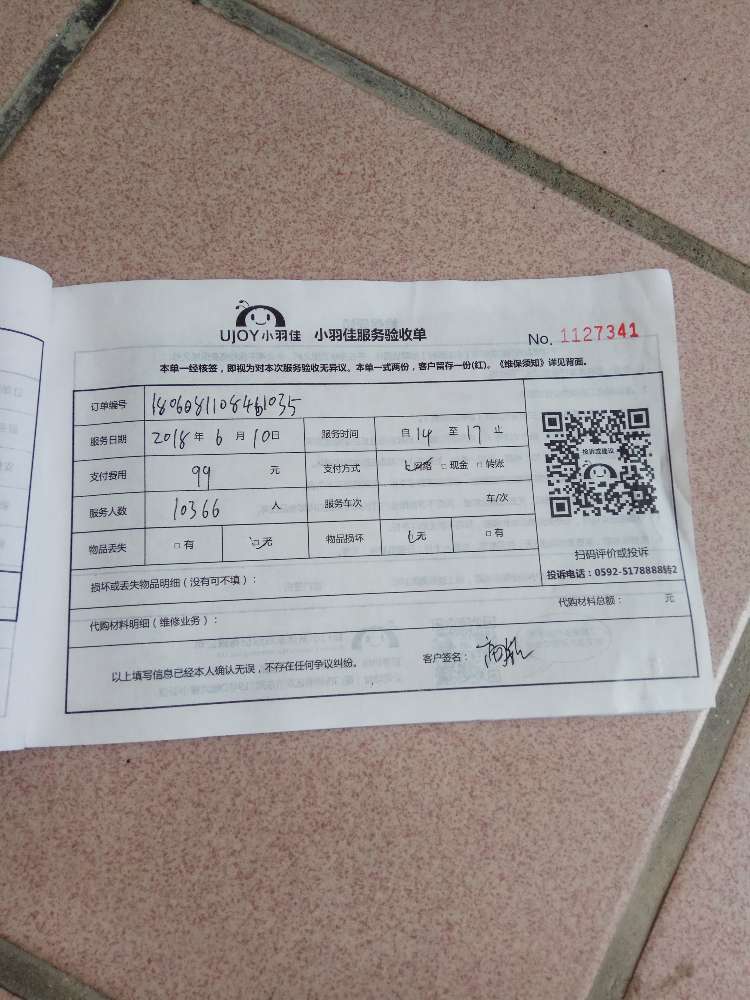 UJOY小羽佳 小羽佳服务验收单 No. 1127341
本单一经核签，即视为对本次服务验收无异议。本单一式两份，客户留存一份(红)。《维保须知》详见背面。
订单编号
服务日期 2018 年 6 月 10 日 服务时间 自 14 至 17 止
支付费用 99 元 支付方式 网络 □ 现金 □ 转账
服务人数 10366 人 服务车次 车/次
物品丢失 □ 有 □ 无 物品损坏 无 □ 有
投诉或建议
扫码评价或投诉
投诉电话：0592-5178888转2
损坏或丢失物品明细（没有可不填）：
代购材料明细（维修业务）： 代购材料总额： 元
以上填写信息已经本人确认无误，不存在任何争议纠纷。 客户签名：